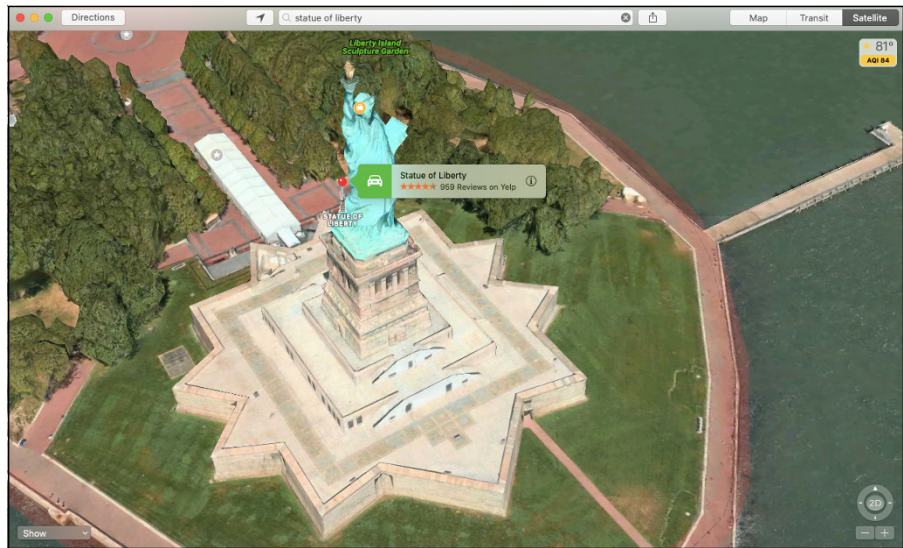 Directions
statue of liberty
Map
Transit
Satellite
Liberty Island
Sculpture Garden
81°
AQI 84
Statue of Liberty
959 Reviews on Yelp
STATUE OF
LIBERTY
2D
Show